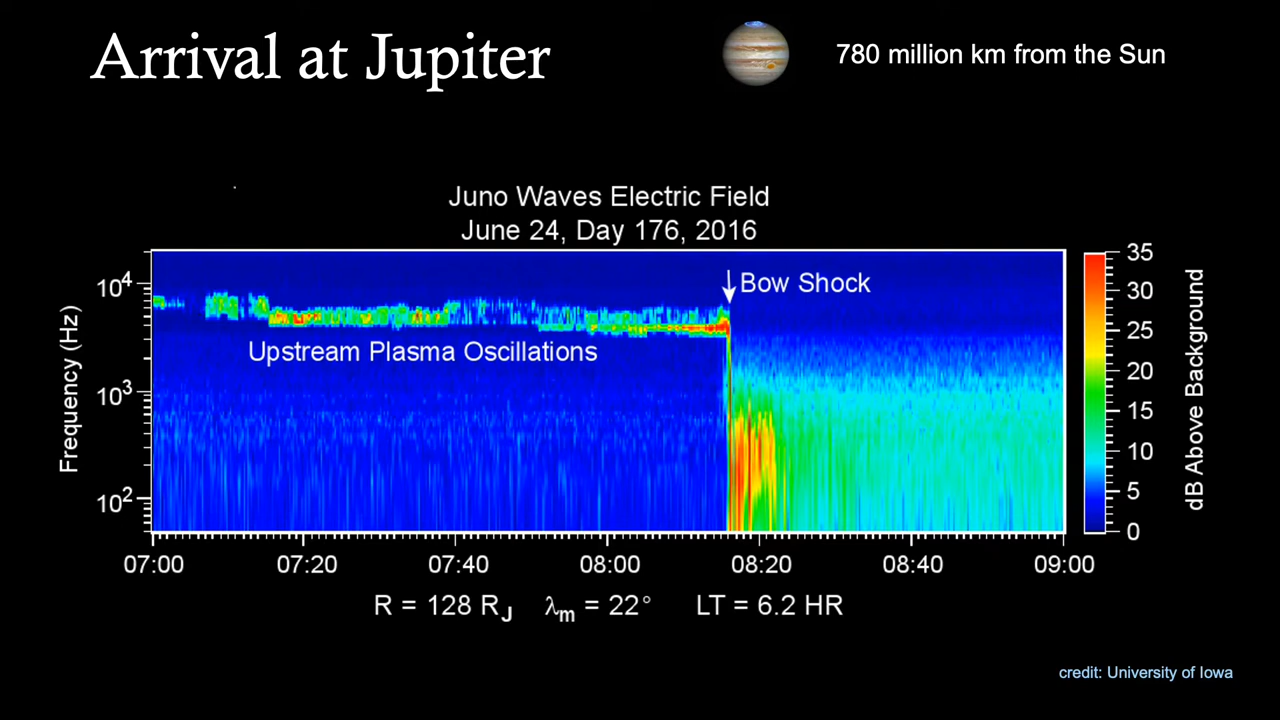 Arrival at Jupiter
780 million km from the Sun
Juno Waves Electric Field
June 24, Day 176, 2016
Bow Shock
Upstream Plasma Oscillations
Frequency (Hz)
10⁴
10³
10²
35
30
25
20
15
10
5
0
dB Above Background
07:00 07:20 07:40 08:00 08:20 08:40 09:00
R = 128 R_J λ_m = 22° LT = 6.2 HR
credit: University of Iowa